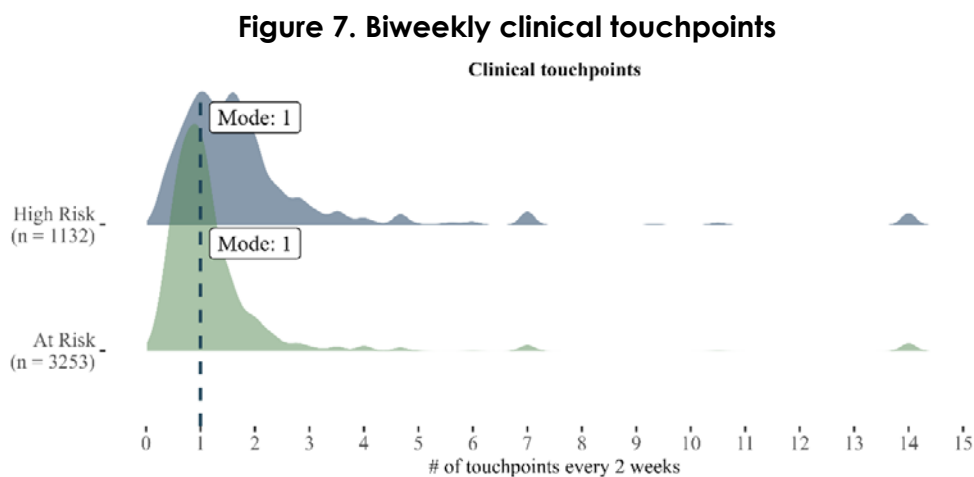 Figure 7. Biweekly clinical touchpoints
Clinical touchpoints
Mode: 1
High Risk
(n = 1132)
Mode: 1
At Risk
(n = 3253)
0 1 2 3 4 5 6 7 8 9 10 11 12 13 14 15
# of touchpoints every 2 weeks